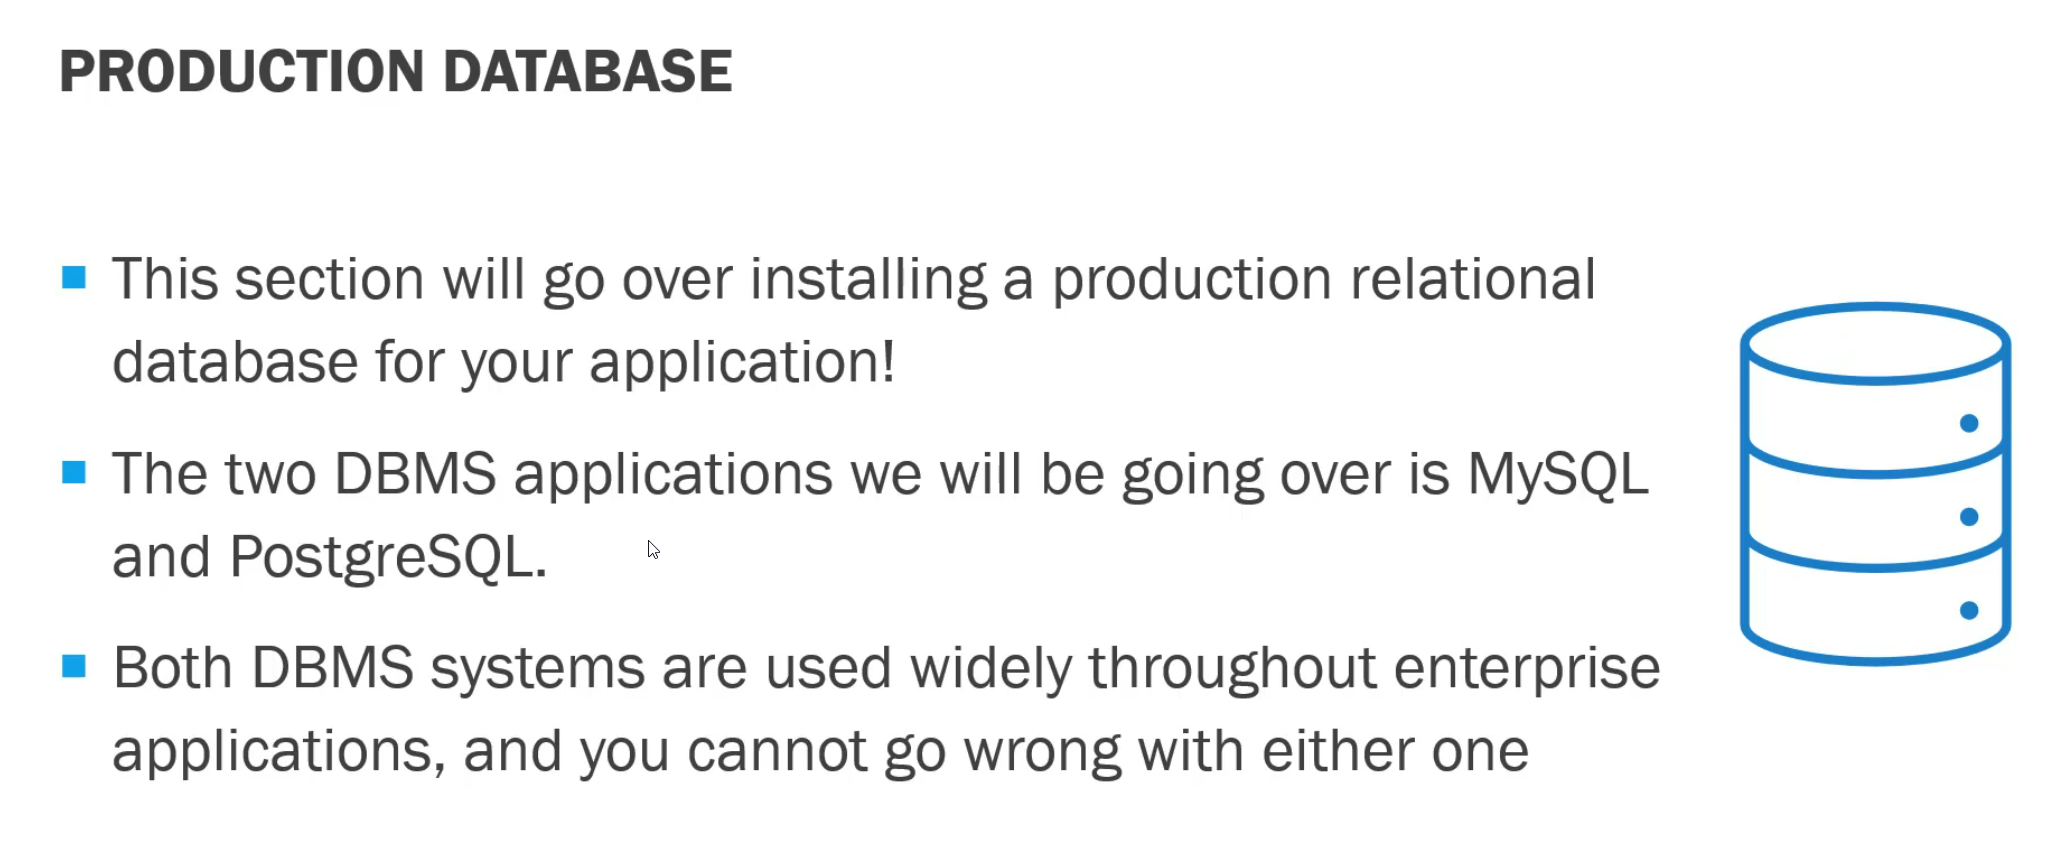 PRODUCTION DATABASE
This section will go over installing a production relational
database for your application!
The two DBMS applications we will be going over is MySQL
and PostgreSQL.
Both DBMS systems are used widely throughout enterprise
applications, and you cannot go wrong with either one